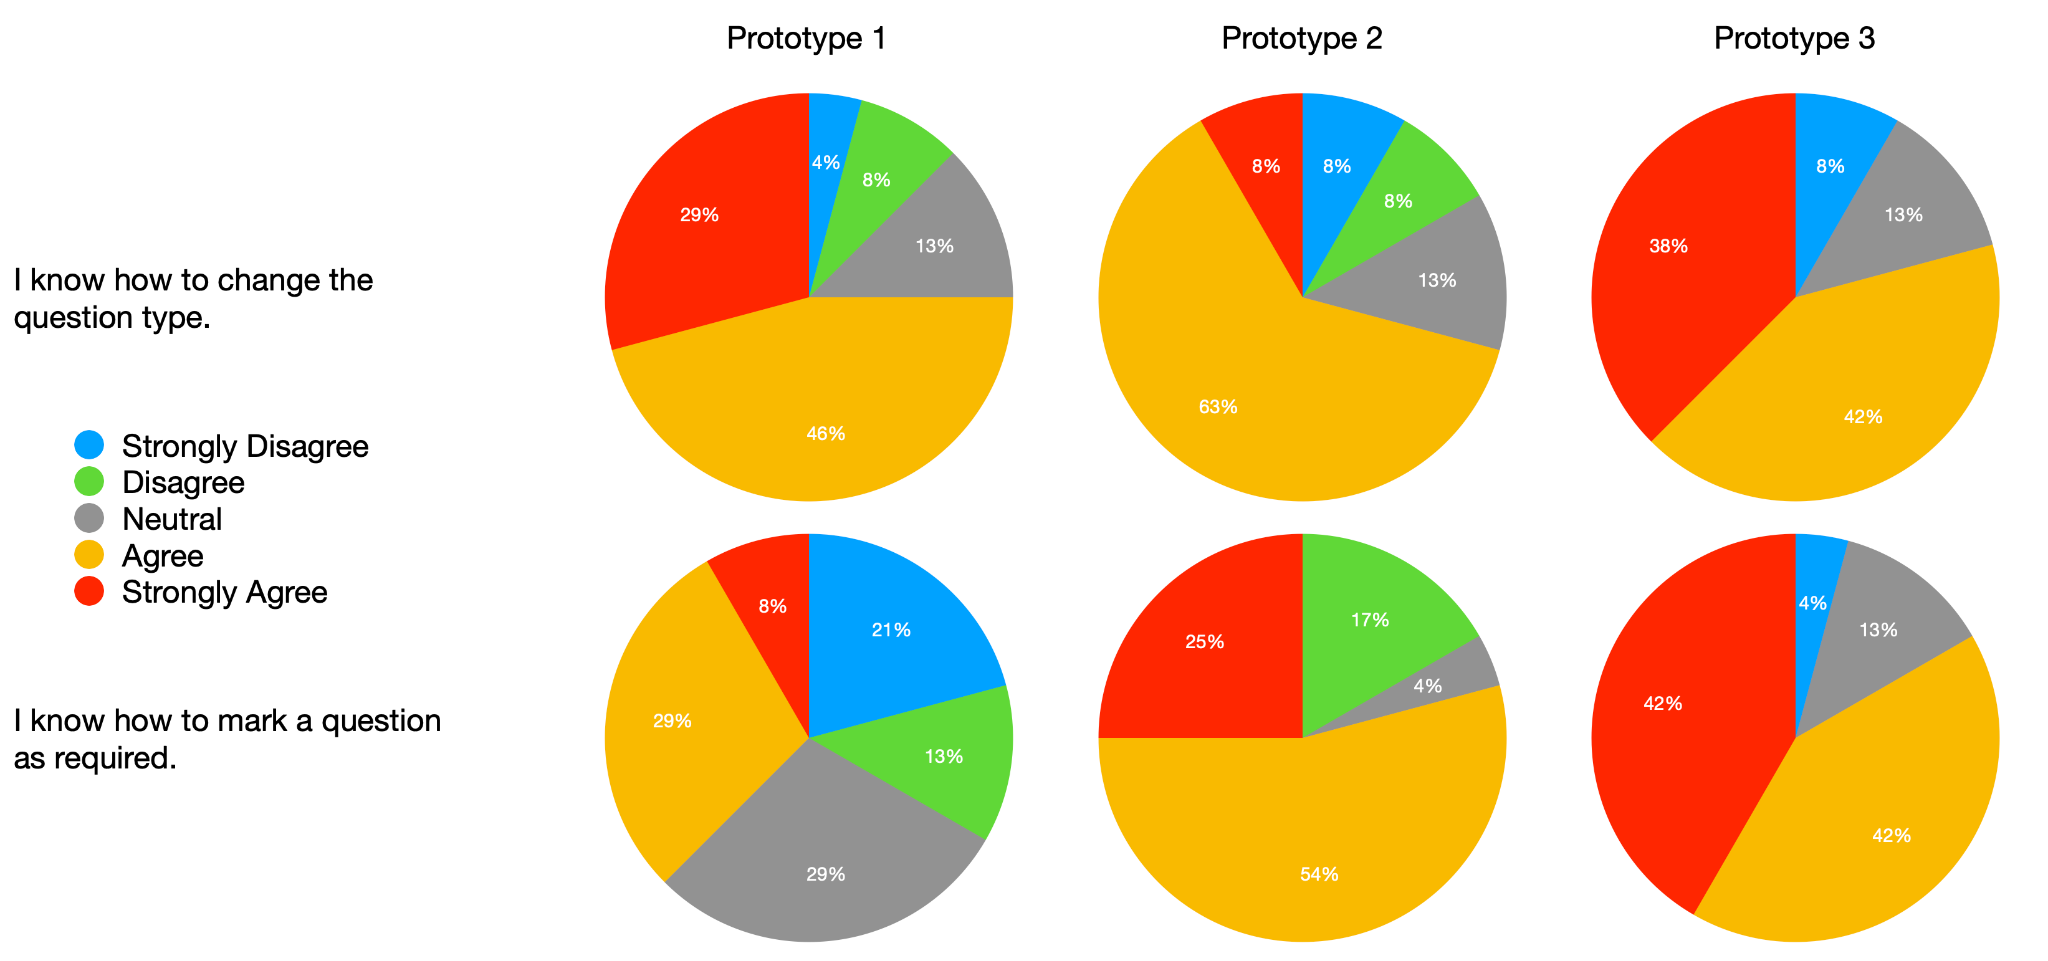 Prototype 1
Prototype 2
Prototype 3
I know how to change the
question type.
4%
8%
13%
46%
29%
8%
8%
13%
63%
8%
8%
13%
42%
38%
Strongly Disagree
Disagree
Neutral
Agree
Strongly Agree
I know how to mark a question
as required.
21%
13%
29%
29%
8%
17%
4%
54%
25%
4%
13%
42%
42%